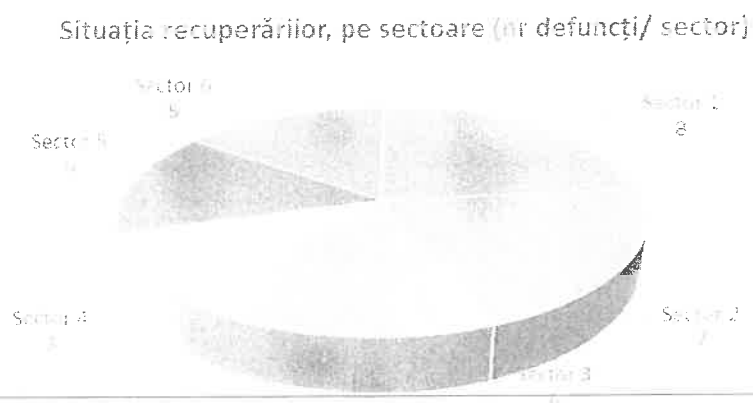 Situația recuperărilor, pe sectoare (nr defuncți/ sector)
Sector 6
Sector 1
8
Sector 5
Sector 4
Sector 2
Sector 3